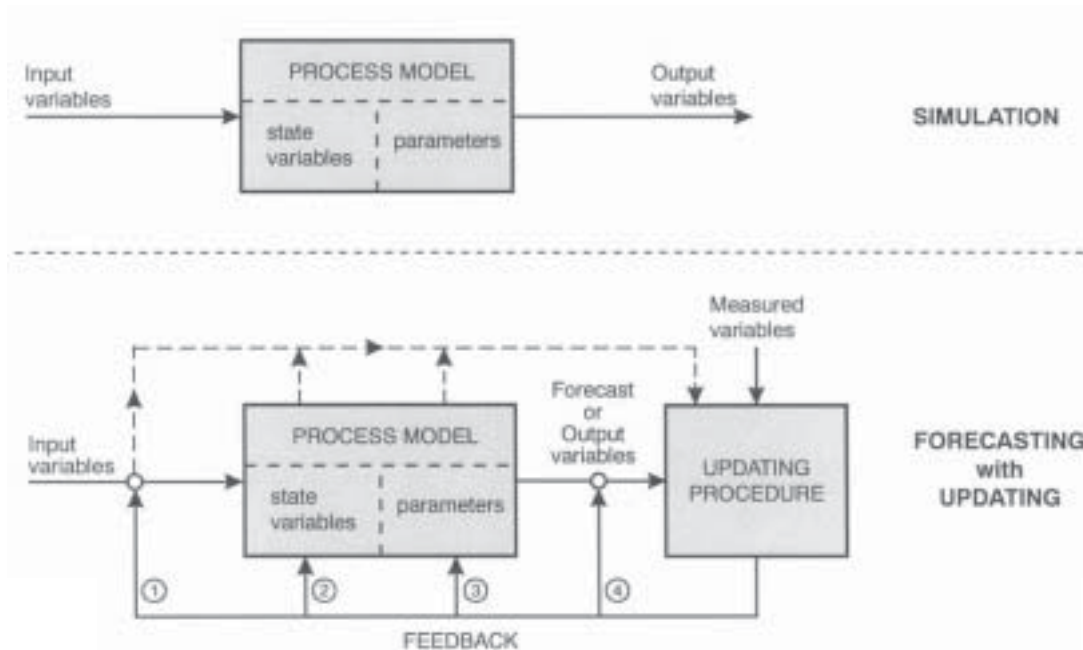 Input
variables
PROCESS MODEL
state
variables
parameters
Output
variables
SIMULATION
Measured
variables
Input
variables
PROCESS MODEL
state
variables
parameters
Forecast
or
Output
variables
UPDATING
PROCEDURE
FORECASTING
with
UPDATING
①
②
③
④
FEEDBACK